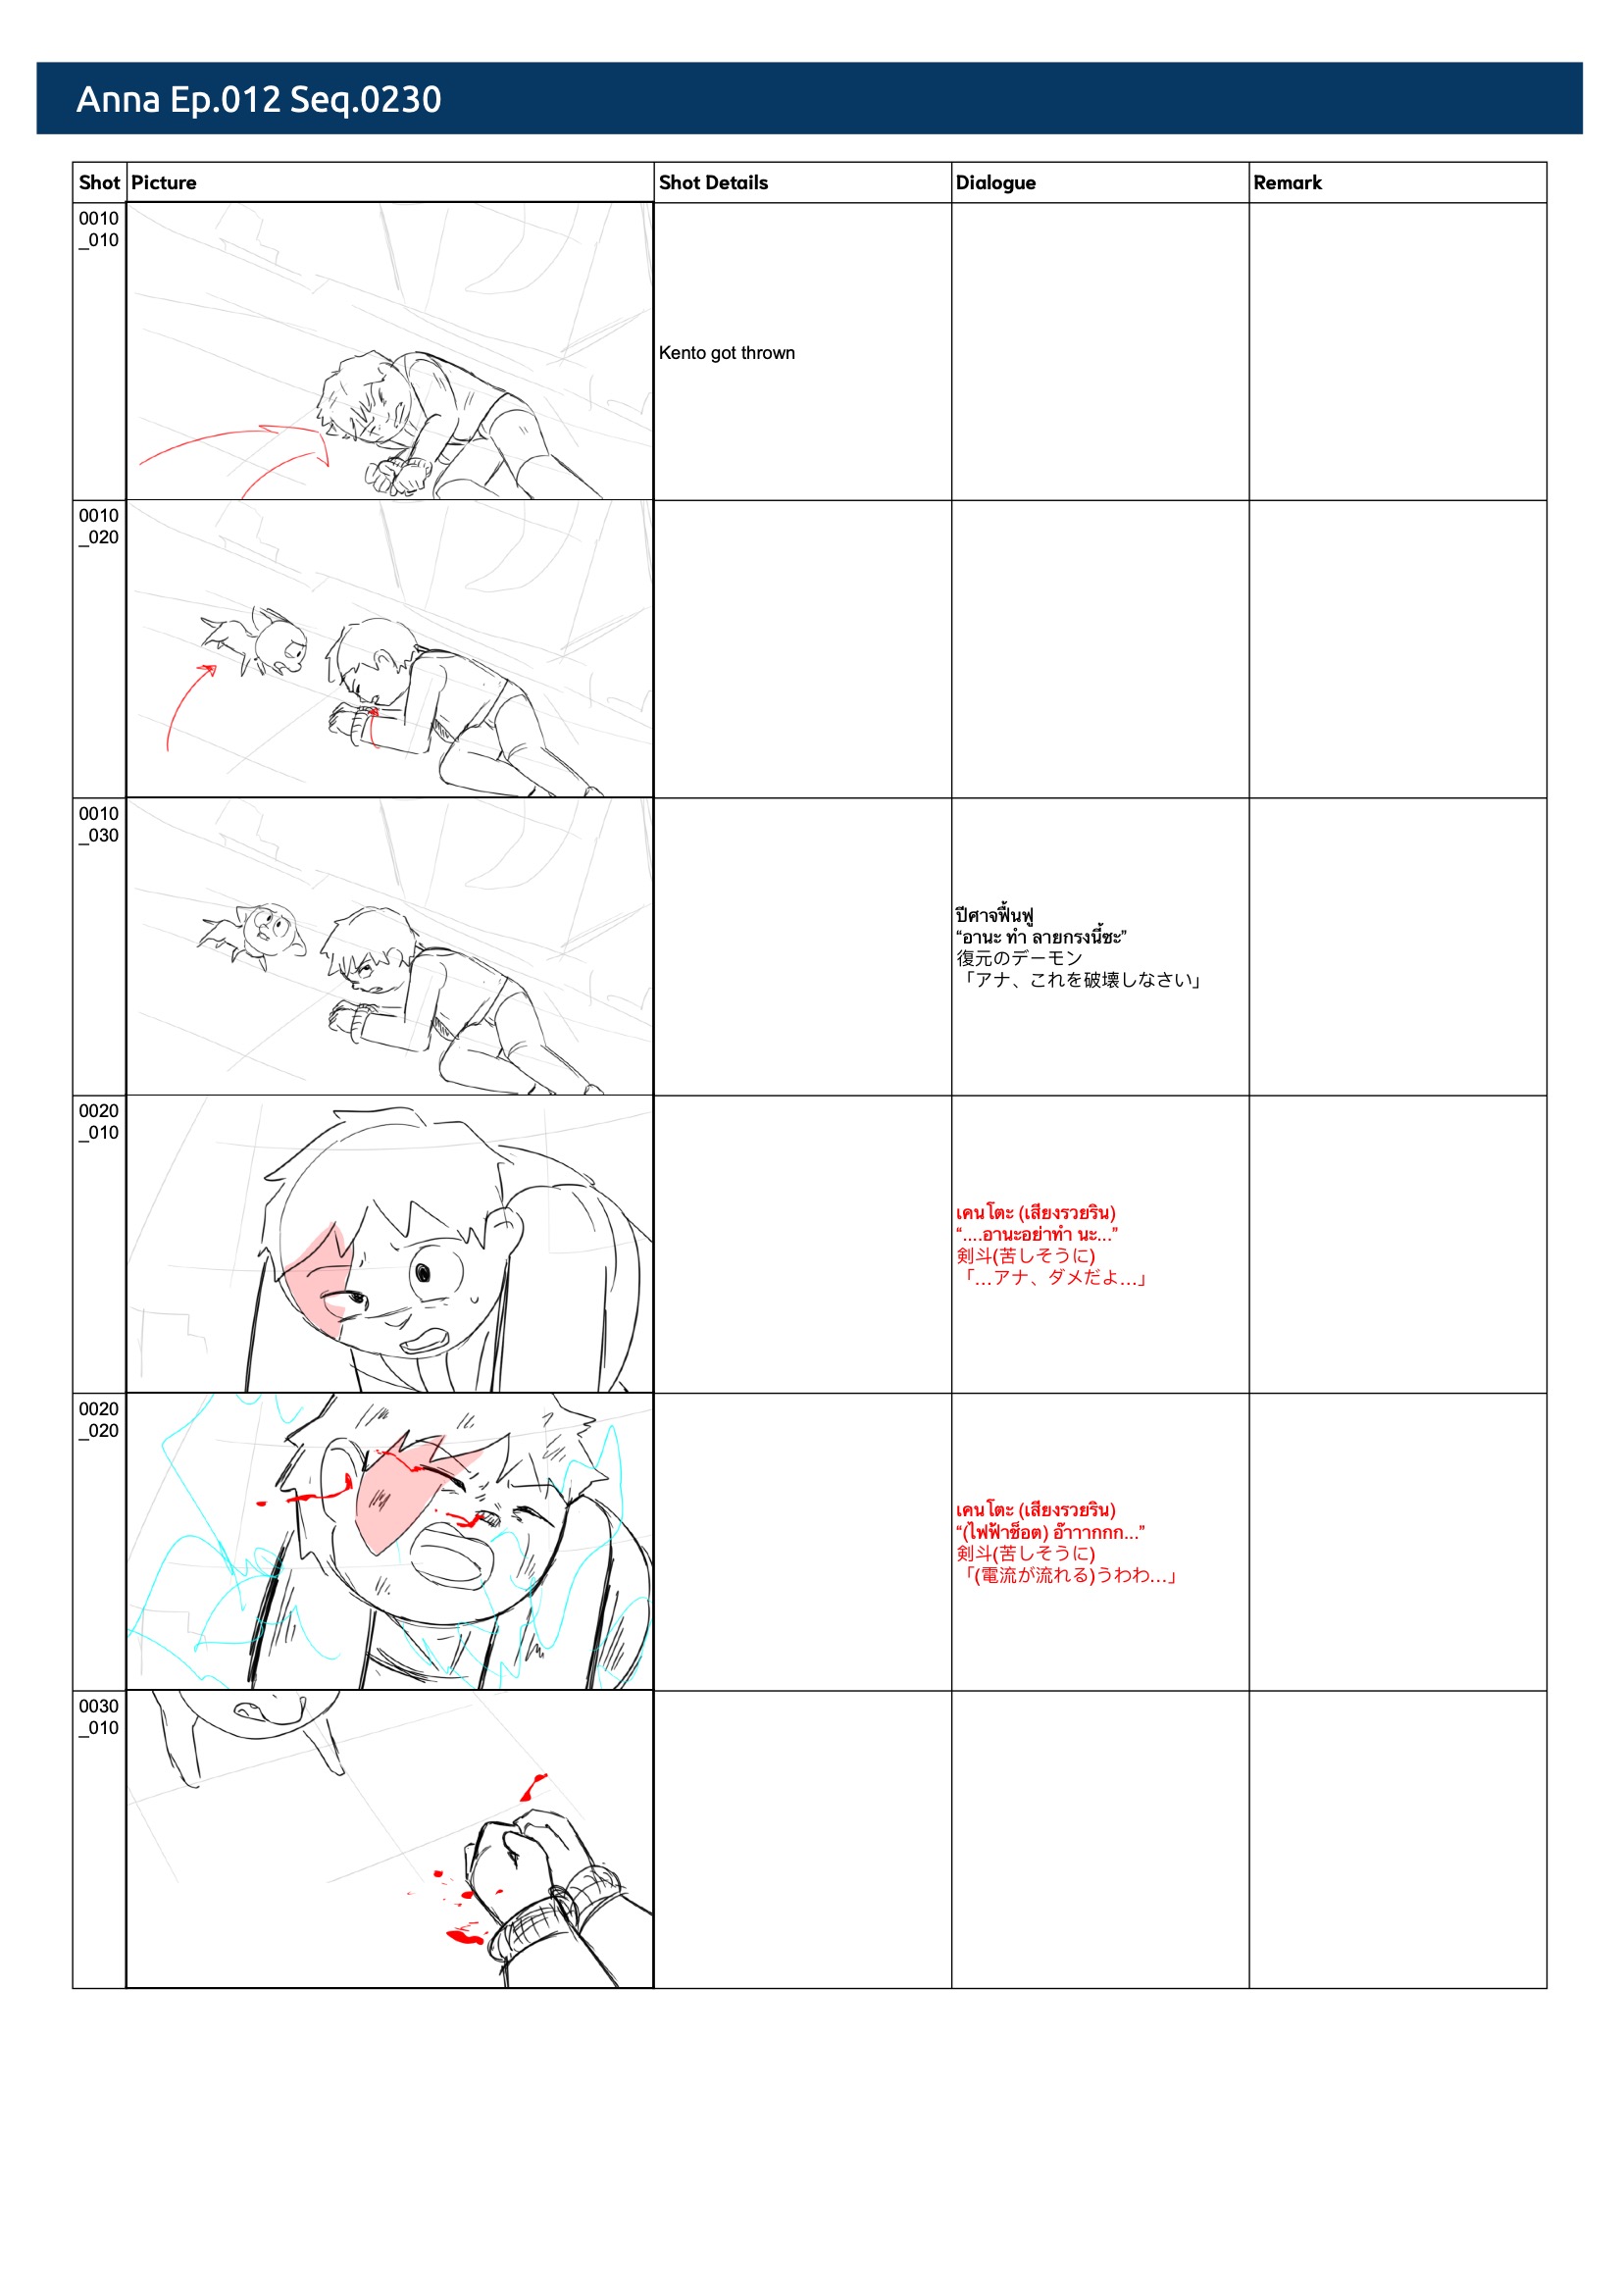 Anna Ep.012 Seq.0230
Shot Picture Shot Details Dialogue Remark
0010
_010
Kento got thrown
0010
_020
0010
_030
ปีศาจฟื้นฟู
“อานะ ทำ ลายกรงนี้ซะ”
復元のデーモン
「アナ、これを破壊しなさい」
0020
_010
เคนโตะ (เสียงรวยริน)
“....อานะอย่าทำ นะ...”
剣斗(苦しそうに)
「...アナ、ダメだよ...」
0020
_020
เคนโตะ (เสียงรวยริน)
“(ไฟฟ้าช็อต) อ๊าาากกก...”
剣斗(苦しそうに)
「(電流が流れる)うわわ...」
0030
_010